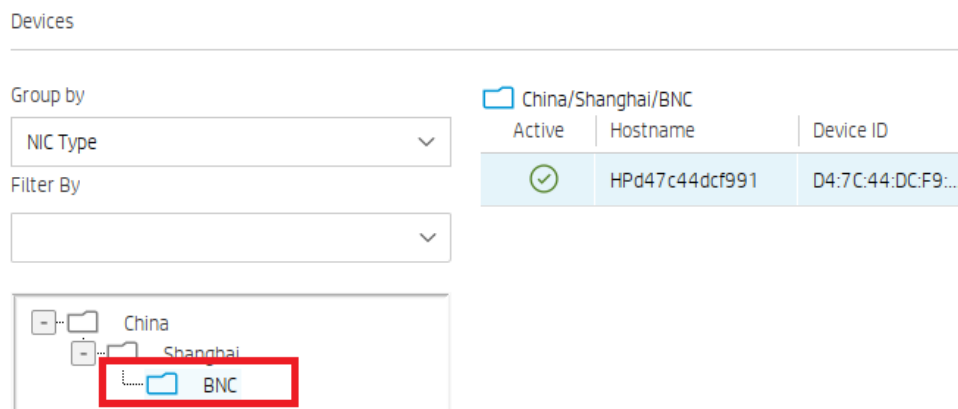 Devices
Group by
NIC Type
Filter By
China
Shanghai
BNC
China/Shanghai/BNC
Active Hostname Device ID
HPd47c44dcf991 D4:7C:44:DC:F9:...